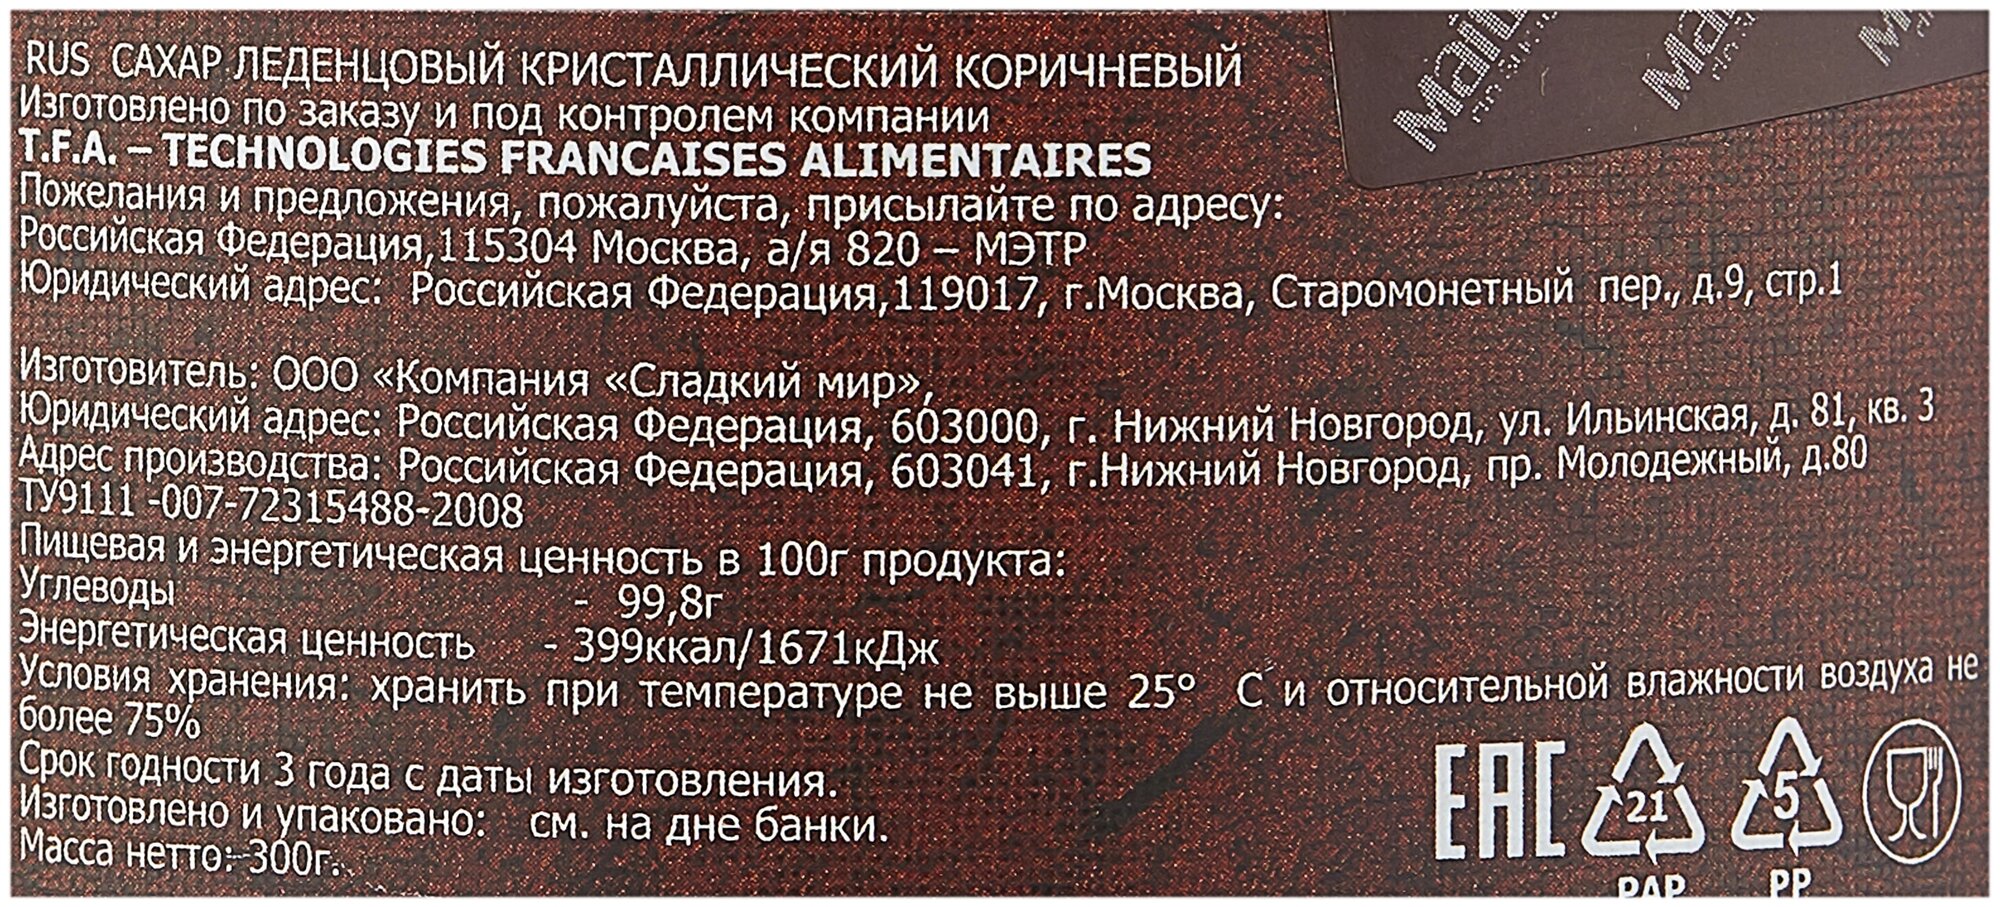 RUS САХАР ЛЕДЕНЦОВЫЙ КРИСТАЛЛИЧЕСКИЙ КОРИЧНЕВЫЙ
Изготовлено по заказу и под контролем компании
T.F.A. – TECHNOLOGIES FRANCAISES ALIMENTAIRES
Пожелания и предложения, пожалуйста, присылайте по адресу:
Российская Федерация,115304 Москва, а/я 820 – МЭТР
Юридический адрес: Российская Федерация,119017, г.Москва, Старомонетный пер., д.9, стр.1
Изготовитель: ООО «Компания «Сладкий мир»,
Юридический адрес: Российская Федерация, 603000, г. Нижний Новгород, ул. Ильинская, д. 81, кв. 3
Адрес производства: Российская Федерация, 603041, г.Нижний Новгород, пр. Молодежный, д.80
ТУ9111 -007-72315488-2008
Пищевая и энергетическая ценность в 100г продукта:
Углеводы - 99,8г
Энергетическая ценность - 399ккал/1671кДж
Условия хранения: хранить при температуре не выше 25° С и относительной влажности воздуха не
более 75%
Срок годности 3 года с даты изготовления.
Изготовлено и упаковано: см. на дне банки.
Масса нетто: 300г.
EAC
21
PAP
5
PP